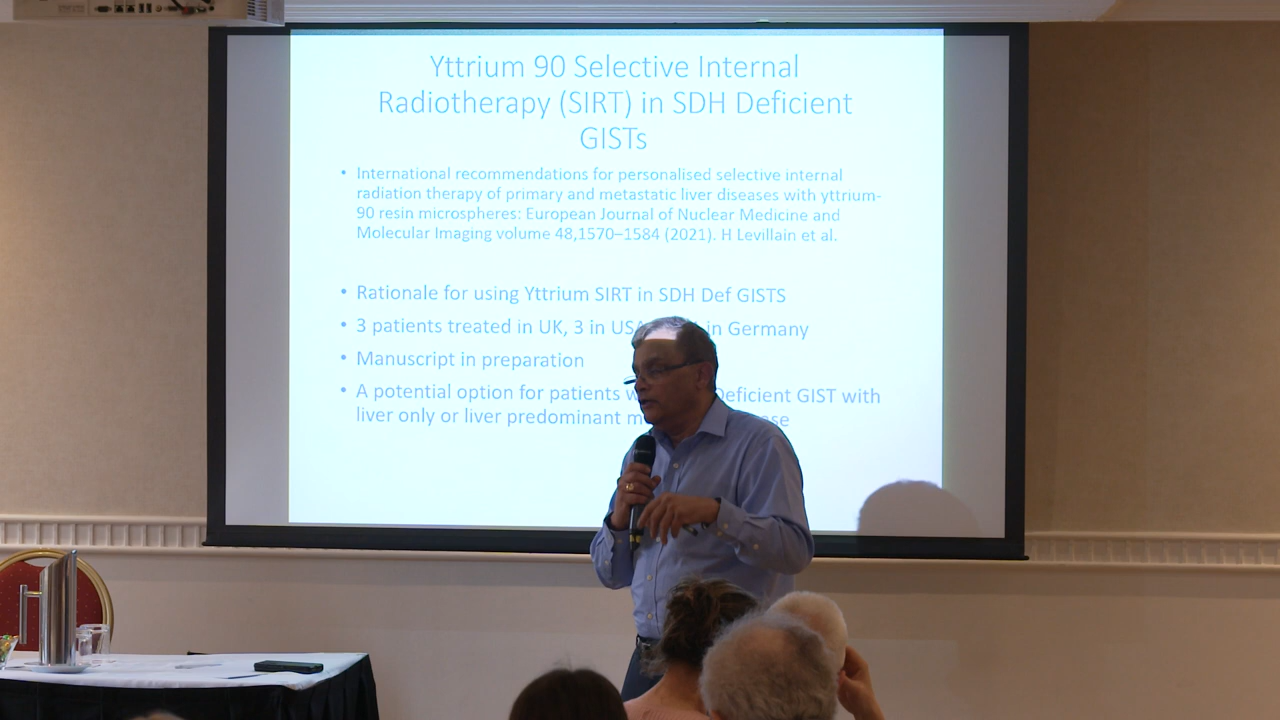 Yttrium 90 Selective Internal
Radiotherapy (SIRT) in SDH Deficient
GISTs
• International recommendations for personalised selective internal
radiation therapy of primary and metastatic liver diseases with yttrium-
90 resin microspheres: European Journal of Nuclear Medicine and
Molecular Imaging volume 48,1570–1584 (2021). H Levillain et al.
• Rationale for using Yttrium SIRT in SDH Def GISTS
• 3 patients treated in UK, 3 in USA in Germany
• Manuscript in preparation
• A potential option for patients Deficient GIST with
liver only or liver predominant